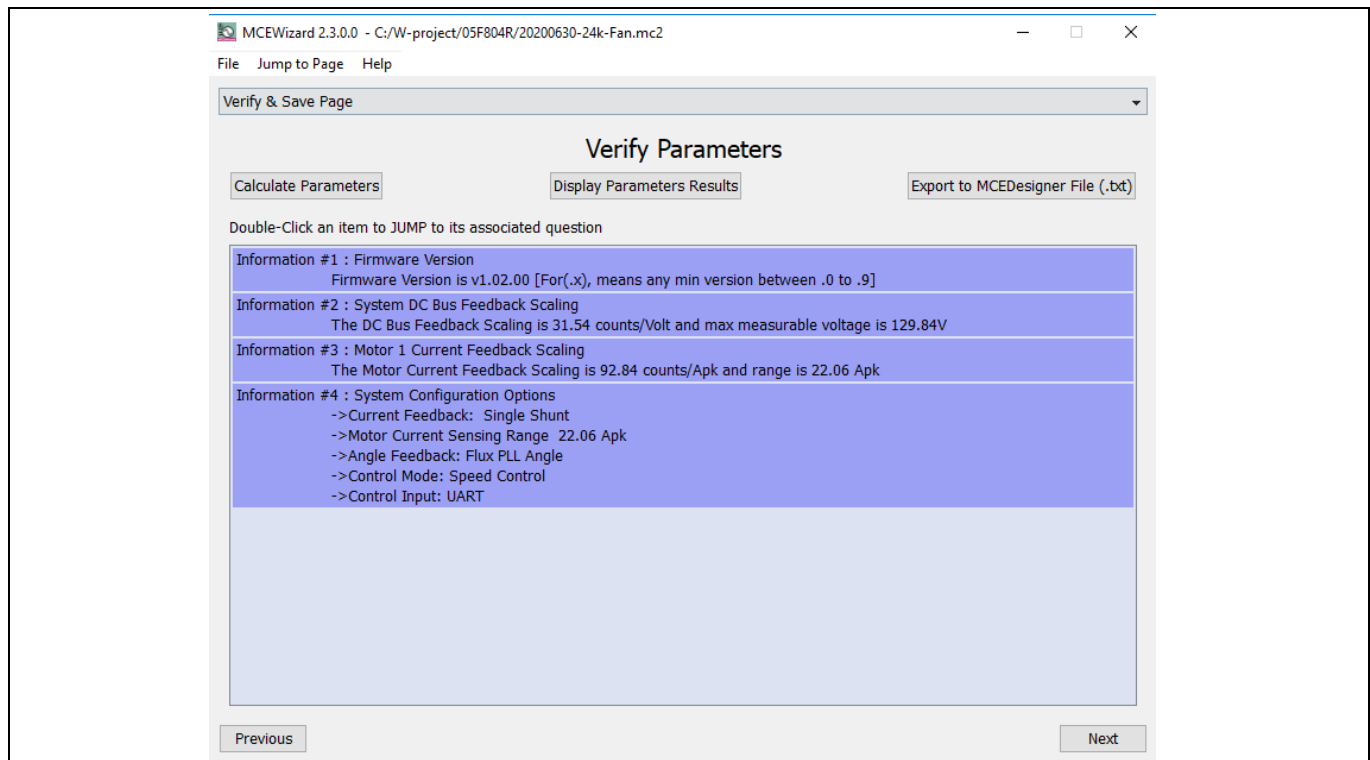 MCEWizard 2.3.0.0 - C:/W-project/05F804R/20200630-24k-Fan.mc2
File Jump to Page Help
Verify & Save Page
Verify Parameters
Calculate Parameters Display Parameters Results Export to MCEDesigner File (.txt)
Double-Click an item to JUMP to its associated question
Information #1 : Firmware Version
Firmware Version is v1.02.00 [For(.x), means any min version between .0 to .9]
Information #2 : System DC Bus Feedback Scaling
The DC Bus Feedback Scaling is 31.54 counts/Volt and max measurable voltage is 129.84V
Information #3 : Motor 1 Current Feedback Scaling
The Motor Current Feedback Scaling is 92.84 counts/Apk and range is 22.06 Apk
Information #4 : System Configuration Options
->Current Feedback: Single Shunt
->Motor Current Sensing Range 22.06 Apk
->Angle Feedback: Flux PLL Angle
->Control Mode: Speed Control
->Control Input: UART
Previous Next